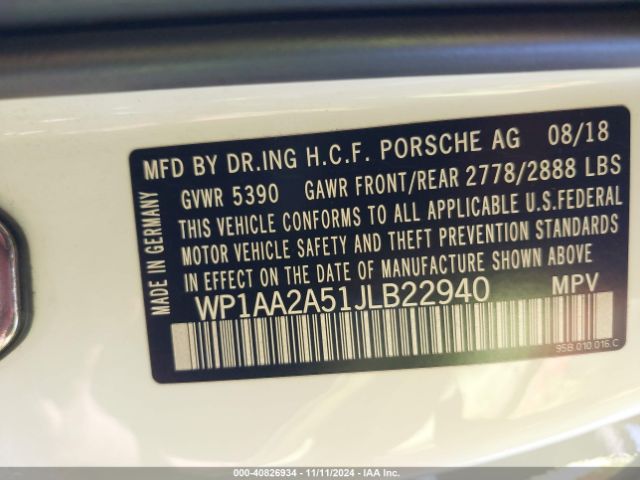 MFD BY DR.ING H.C.F. PORSCHE AG 08/18
GVWR 5390 GAWR FRONT/REAR 2778/2888 LBS
THIS VEHICLE CONFORMS TO ALL APPLICABLE U.S.FEDERAL
MOTOR VEHICLE SAFETY AND THEFT PREVENTION STANDARDS
IN EFFECT ON THE DATE OF MANUFACTURE SHOWN ABOVE
WP1AA2A51JLB22940 MPV
MADE IN GERMANY
95B.010.016.C
000-40826934 - 11/11/2024 - IAA Inc.